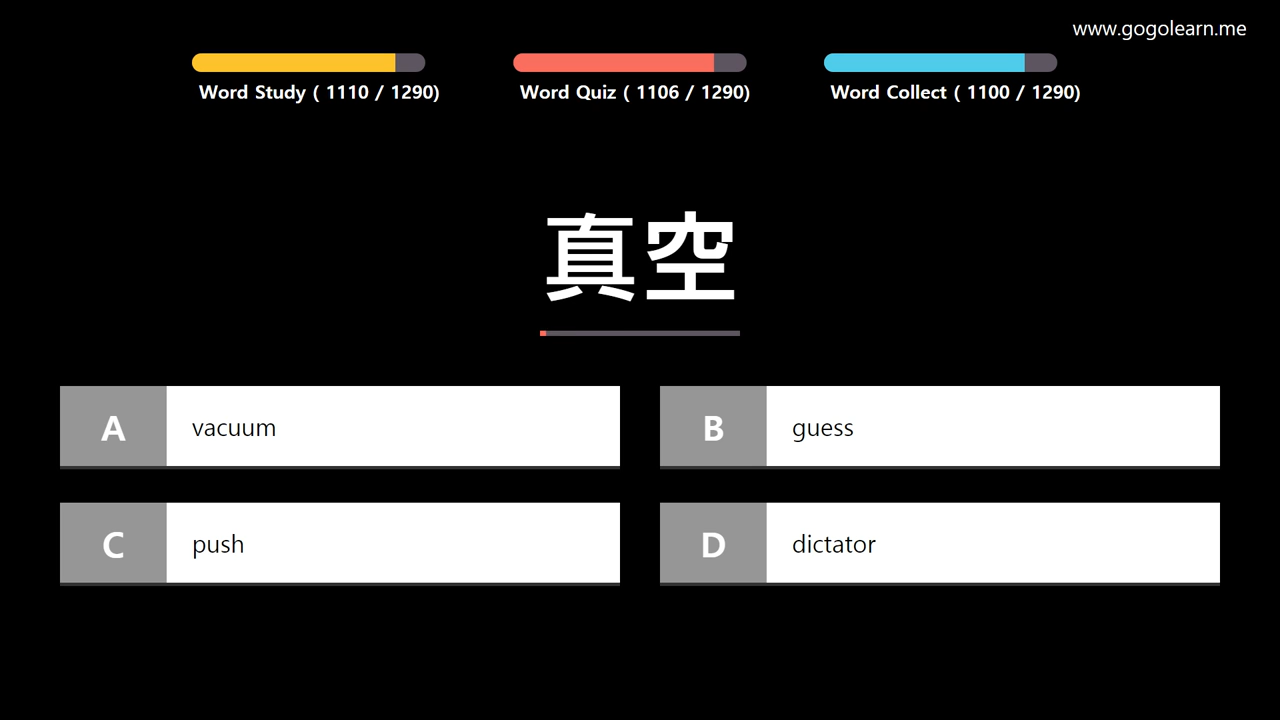 www.gogolearn.me
Word Study ( 1110 / 1290)
Word Quiz ( 1106 / 1290)
Word Collect ( 1100 / 1290)
真空
A vacuum
B guess
C push
D dictator